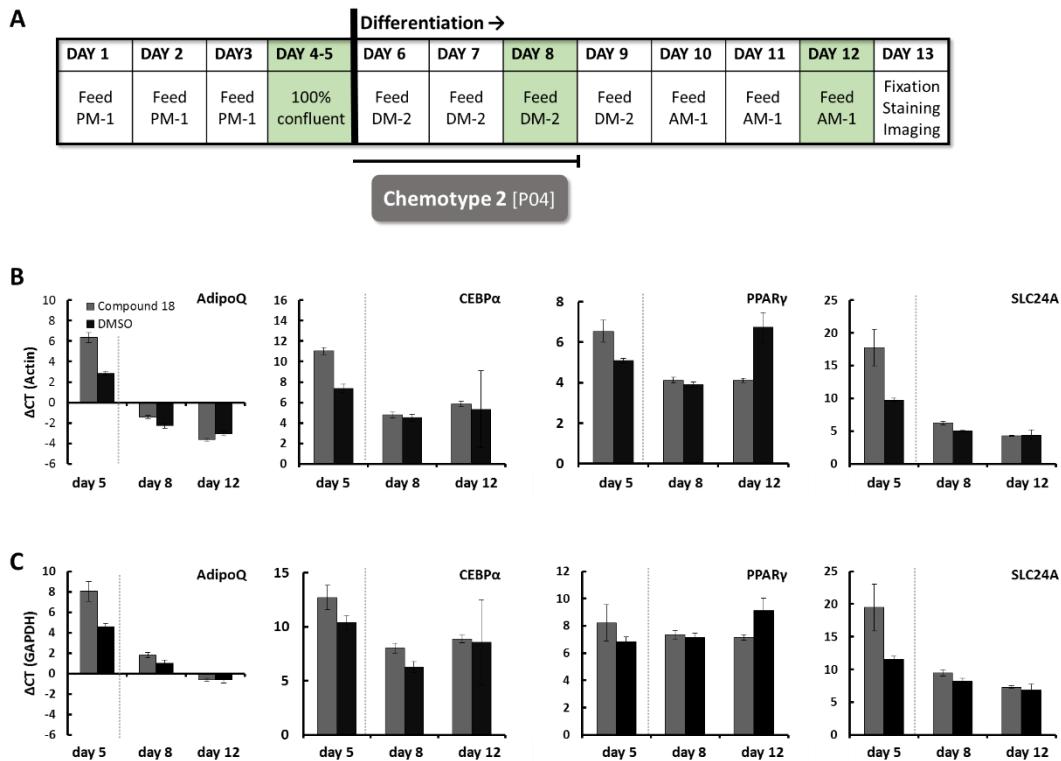 A
Differentiation →
DAY 1 DAY 2 DAY3 DAY 4-5 DAY 6 DAY 7 DAY 8 DAY 9 DAY 10 DAY 11 DAY 12 DAY 13
Feed PM-1 Feed PM-1 Feed PM-1 100% confluent Feed DM-2 Feed DM-2 Feed DM-2 Feed DM-2 Feed AM-1 Feed AM-1 Feed AM-1 Fixation Staining Imaging
Chemotype 2 [P04]
B
AdipoQ
Compound 18
DMSO
ΔCT (Actin)
10
8
6
4
2
0
-2
-4
-6
day 5 day 8 day 12
CEBPα
16
14
12
10
8
6
4
2
0
day 5 day 8 day 12
PPARγ
8
6
4
2
0
day 5 day 8 day 12
SLC24A
25
20
15
10
5
0
day 5 day 8 day 12
C
AdipoQ
ΔCT (GAPDH)
10
8
6
4
2
0
-2
-4
-6
day 5 day 8 day 12
CEBPα
15
10
5
0
day 5 day 8 day 12
PPARγ
12
10
8
6
4
2
0
day 5 day 8 day 12
SLC24A
25
20
15
10
5
0
day 5 day 8 day 12